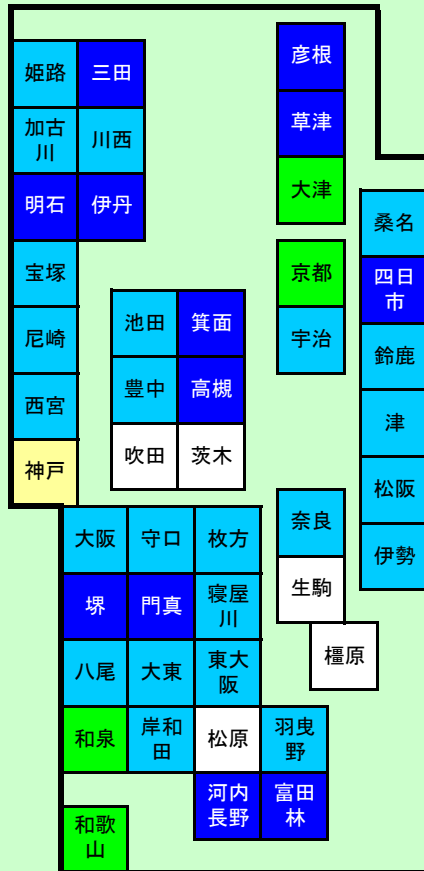 姫路
三田
彦根
加古
川
川西
草津
明石
伊丹
大津
桑名
宝塚
京都
四日
市
池田
箕面
尼崎
宇治
鈴鹿
豊中
高槻
西宮
津
吹田
茨木
神戸
松阪
大阪
守口
枚方
奈良
伊勢
堺
門真
寝屋
川
生駒
八尾
大東
東大
阪
橿原
和泉
岸和
田
松原
羽曳
野
河内
長野
富田
林
和歌
山